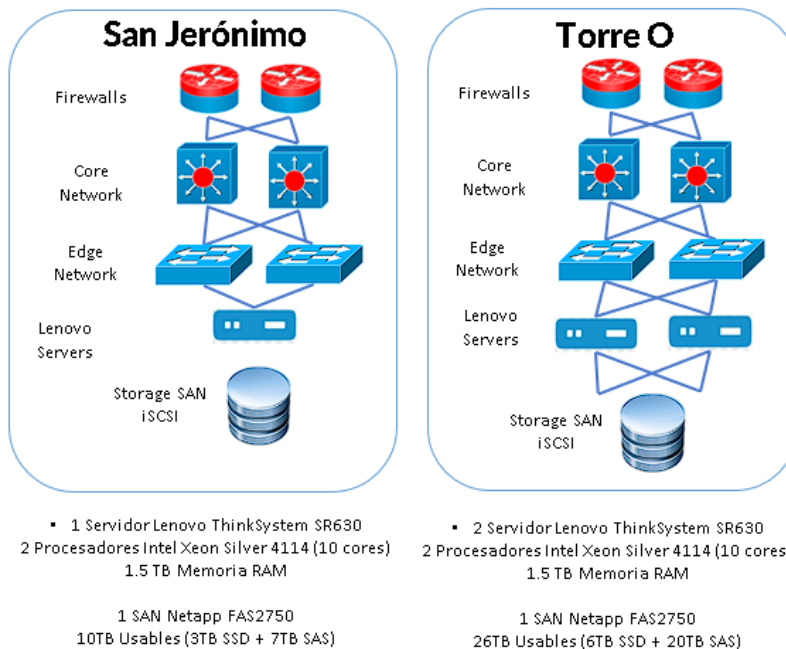 San Jerónimo
Firewalls
Core
Network
Edge
Network
Lenovo
Servers
Storage SAN
iSCSI
▪ 1 Servidor Lenovo ThinkSystem SR630
2 Procesadores Intel Xeon Silver 4114 (10 cores)
1.5 TB Memoria RAM
1 SAN Netapp FAS2750
10TB Usables (3TB SSD + 7TB SAS)
Torre O
Firewalls
Core
Network
Edge
Network
Lenovo
Servers
Storage SAN
iSCSI
▪ 2 Servidor Lenovo ThinkSystem SR630
2 Procesadores Intel Xeon Silver 4114 (10 cores
1.5 TB Memoria RAM
1 SAN Netapp FAS2750
26TB Usables (6TB SSD + 20TB SAS)